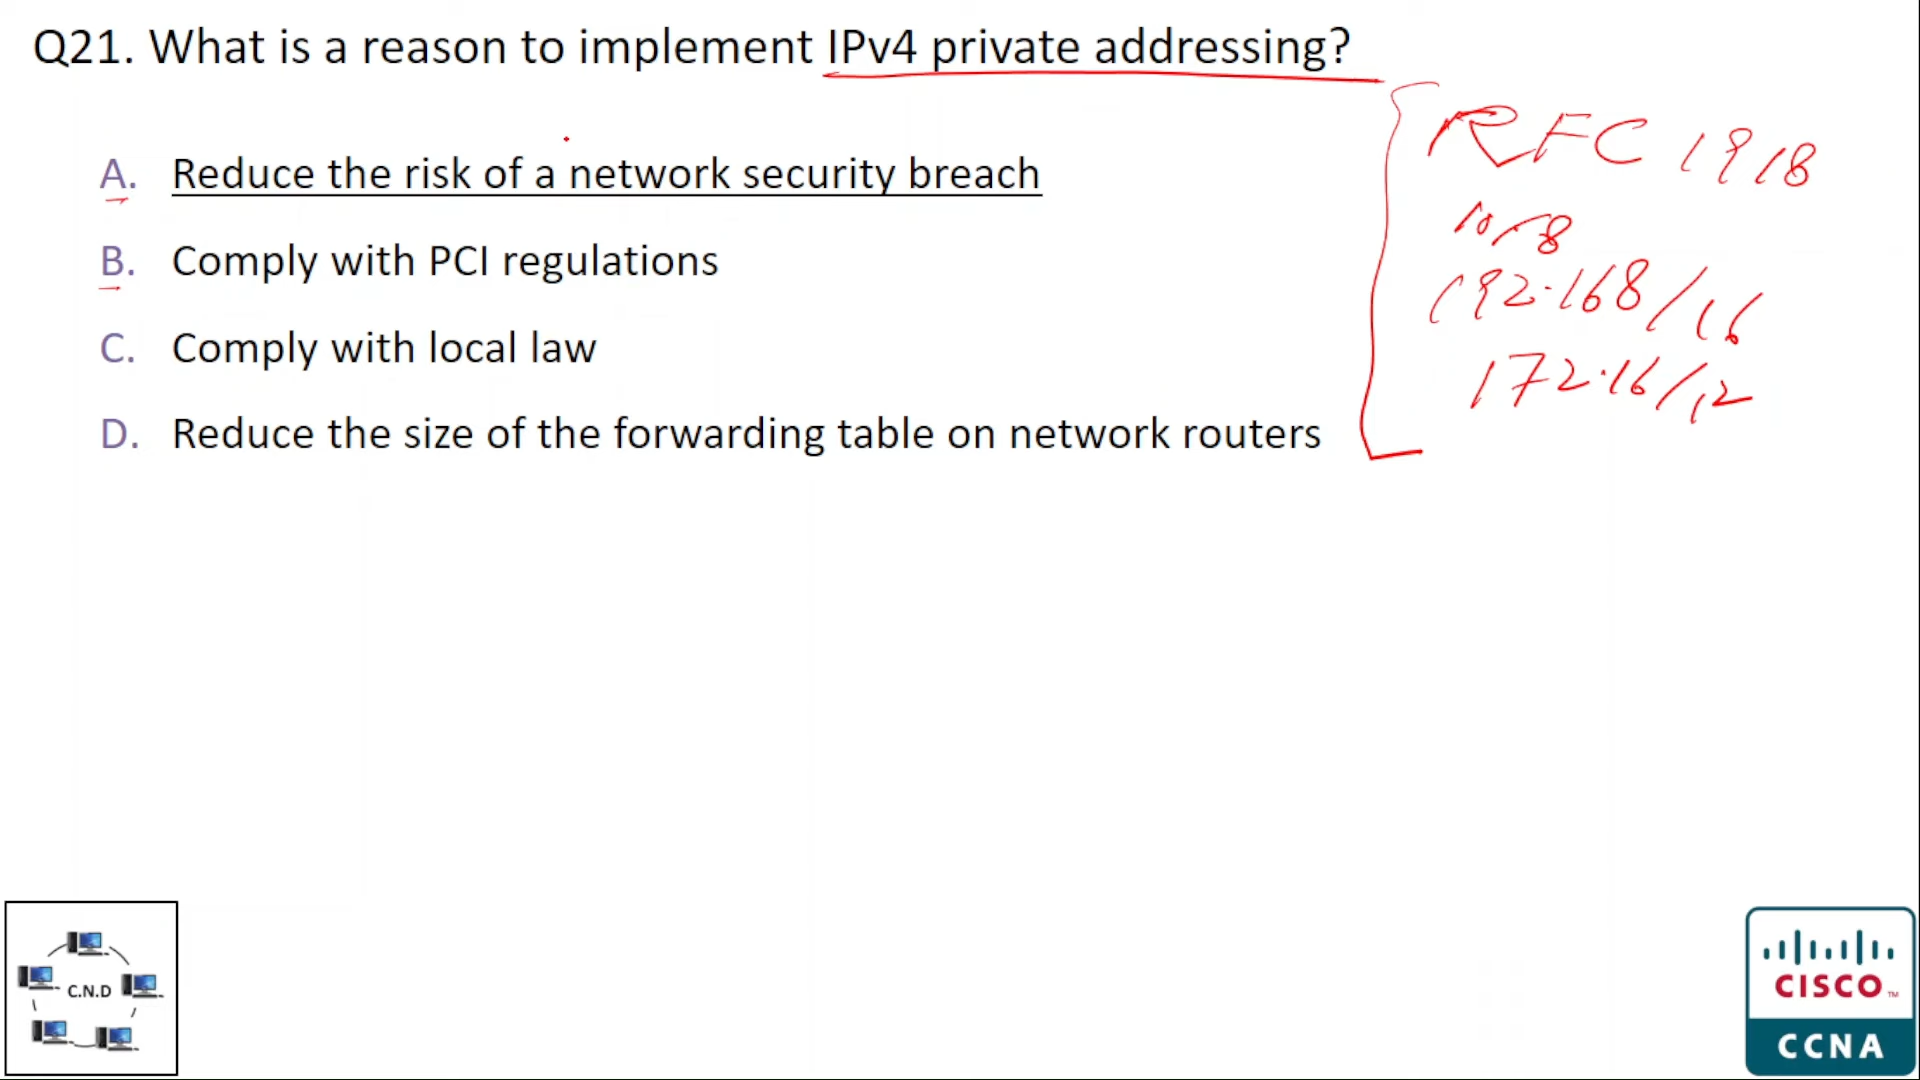 Q21. What is a reason to implement IPv4 private addressing?
A. Reduce the risk of a network security breach
B. Comply with PCI regulations
C. Comply with local law
D. Reduce the size of the forwarding table on network routers
RFC 1918
10/8
192.168/16
172.16/12
C.N.D
CISCO™
CCNA